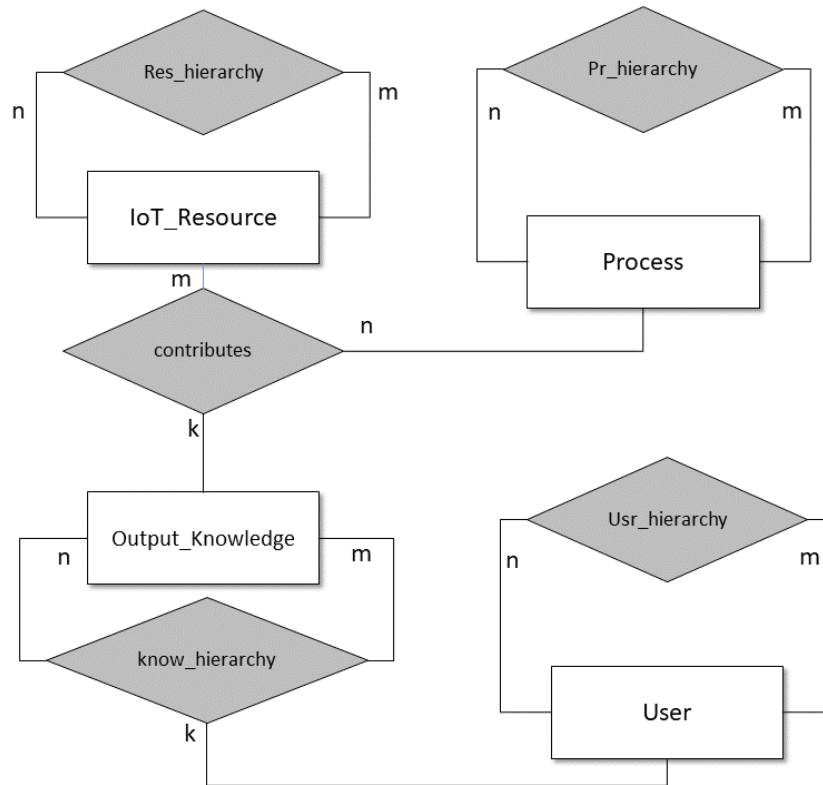 Res_hierarchy
Pr_hierarchy
n
m
n
m
IoT_Resource
Process
m
n
contributes
k
Output_Knowledge
n
m
Usr_hierarchy
n
m
know_hierarchy
User
k